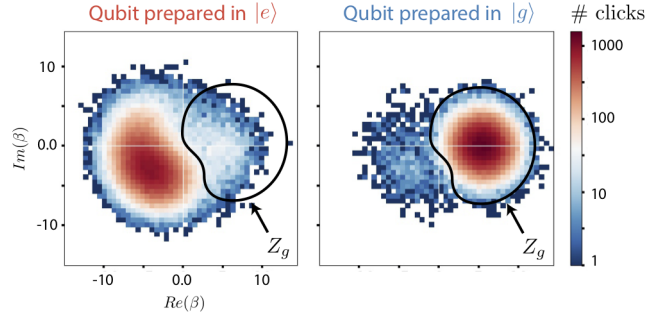 Qubit prepared in |e⟩
Qubit prepared in |g⟩
# clicks
10
0.0
-10
Im(β)
Z_g
-10
0.0
10
Re(β)
Z_g
1000
100
10
1